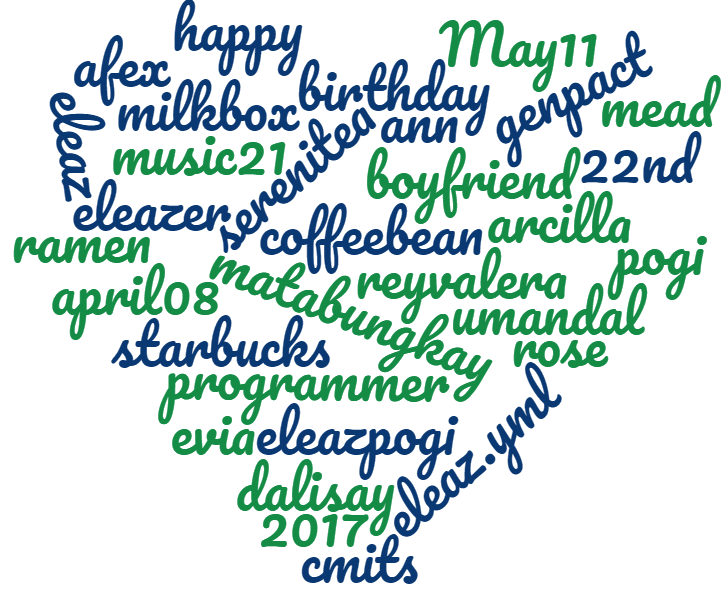 happy
May11
afex
birthday
genpact
milkbox
ann
mead
eleaz
music21
serenitea
boyfriend
22nd
eleazer
coffeebean
arcilla
ramen
pogi
april08
matabungkay
reyvalera
umandal
starbucks
rose
programmer
evia
eleazpogi
eleaz.yml
dalisay
2017
cmits